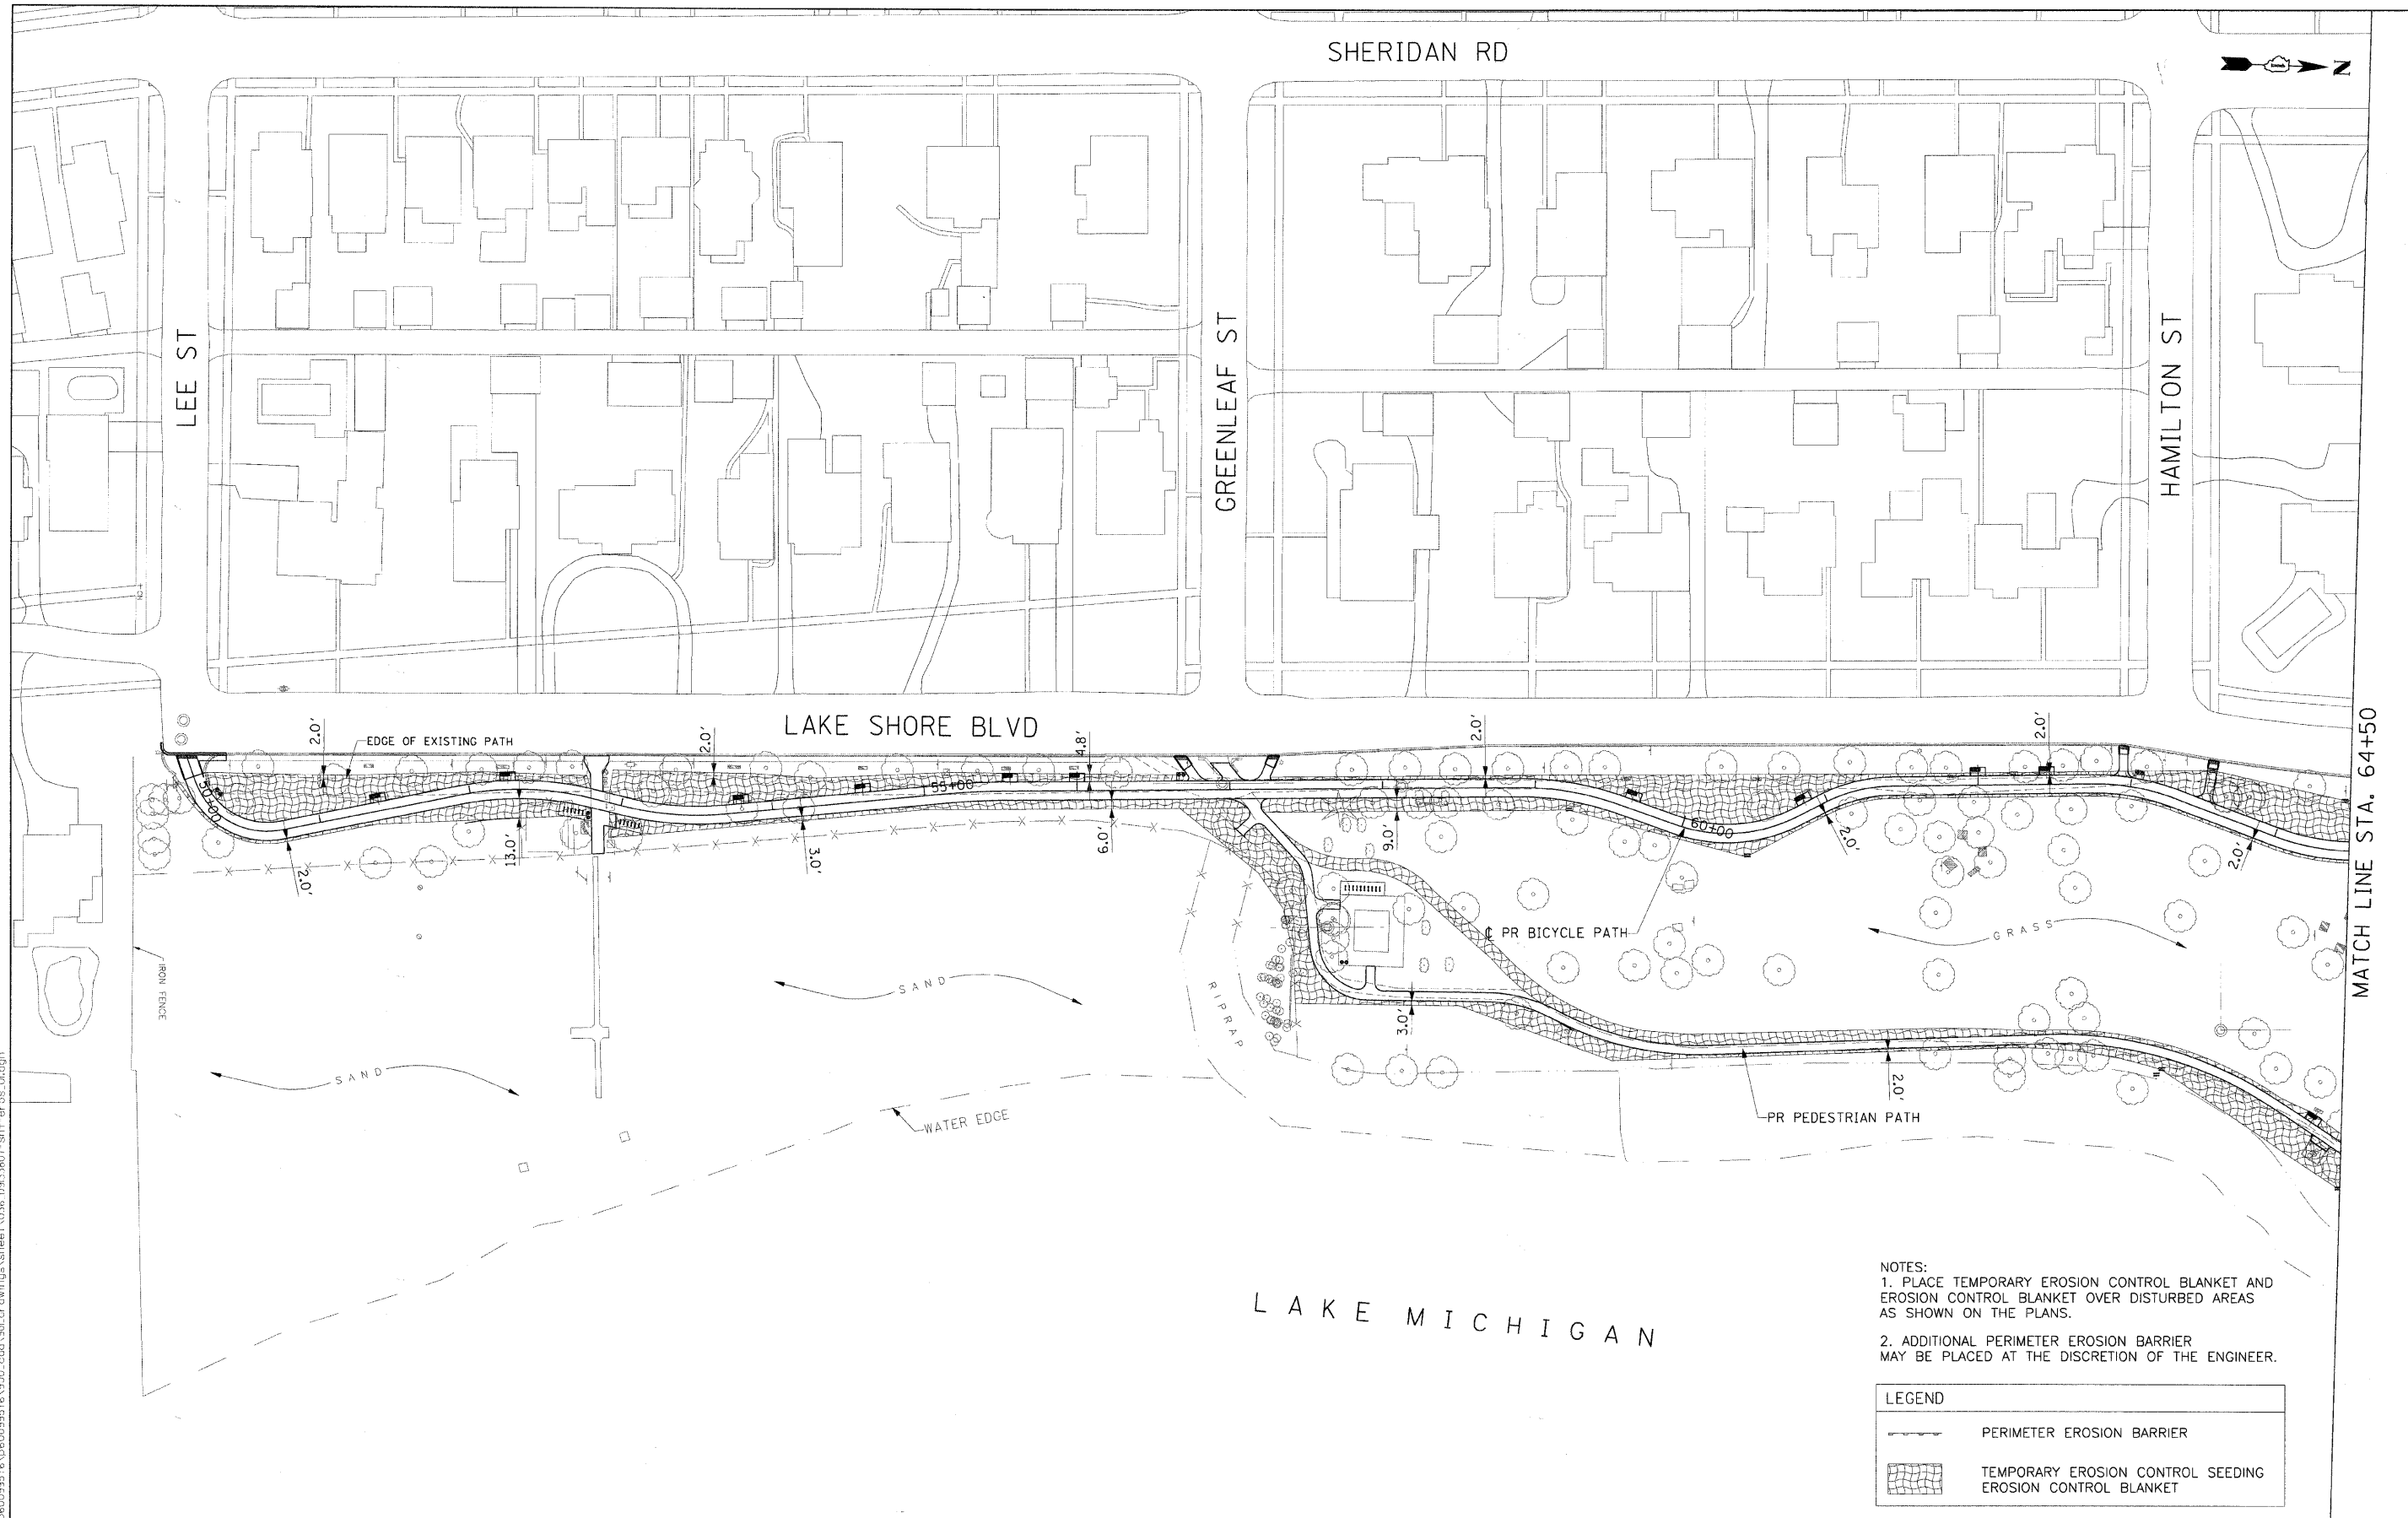 SHERIDAN RD
N
LEE ST
GREENLEAF ST
HAMILTON ST
LAKE SHORE BLVD
EDGE OF EXISTING PATH
2.0'
2.0'
4.8'
2.0'
2.0'
50+00
55+00
60+00
2.0'
13.0'
3.0'
6.0'
9.0'
2.0'
2.0'
℄ PR BICYCLE PATH
GRASS
MATCH LINE STA. 64+50
IRON FENCE
SAND
SAND
RIPRAP
3.0'
2.0'
WATER EDGE
PR PEDESTRIAN PATH
LAKE MICHIGAN
NOTES:
1. PLACE TEMPORARY EROSION CONTROL BLANKET AND
EROSION CONTROL BLANKET OVER DISTURBED AREAS
AS SHOWN ON THE PLANS.
2. ADDITIONAL PERIMETER EROSION BARRIER
MAY BE PLACED AT THE DISCRETION OF THE ENGINEER.
LEGEND
PERIMETER EROSION BARRIER
TEMPORARY EROSION CONTROL SEEDING
EROSION CONTROL BLANKET